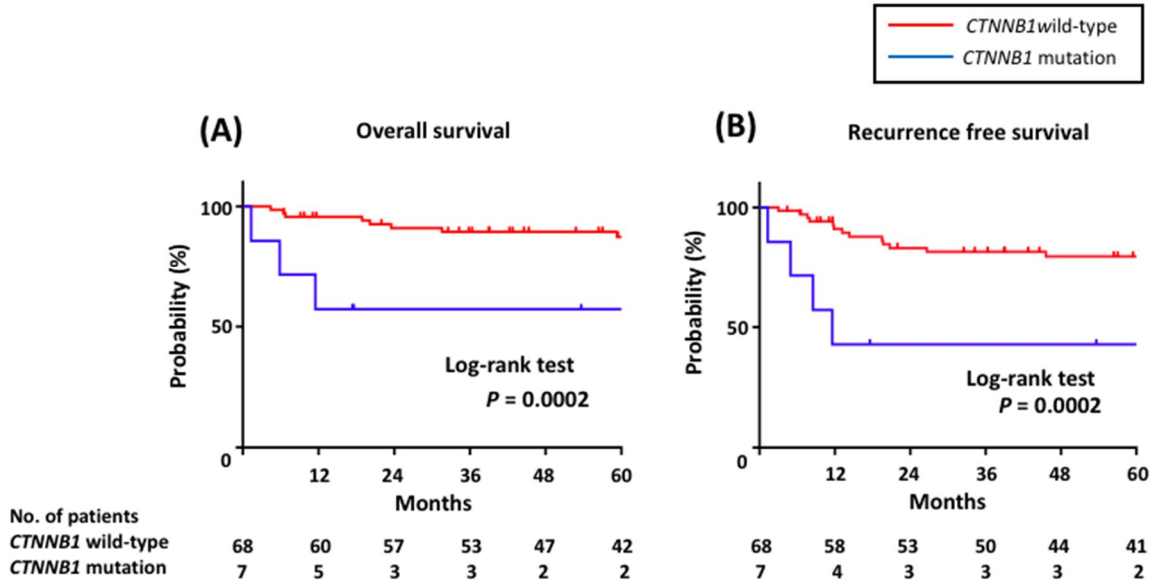 CTNNB1wild-type
CTNNB1 mutation
(A)
Overall survival
(B)
Recurrence free survival
100
50
0
Probability (%)
Log-rank test
P = 0.0002
12 24 36 48 60
Months
100
50
0
Probability (%)
Log-rank test
P = 0.0002
12 24 36 48 60
Months
No. of patients
CTNNB1 wild-type 68 60 57 53 47 42 68 58 53 50 44 41
CTNNB1 mutation 7 5 3 3 2 2 7 4 3 3 3 2